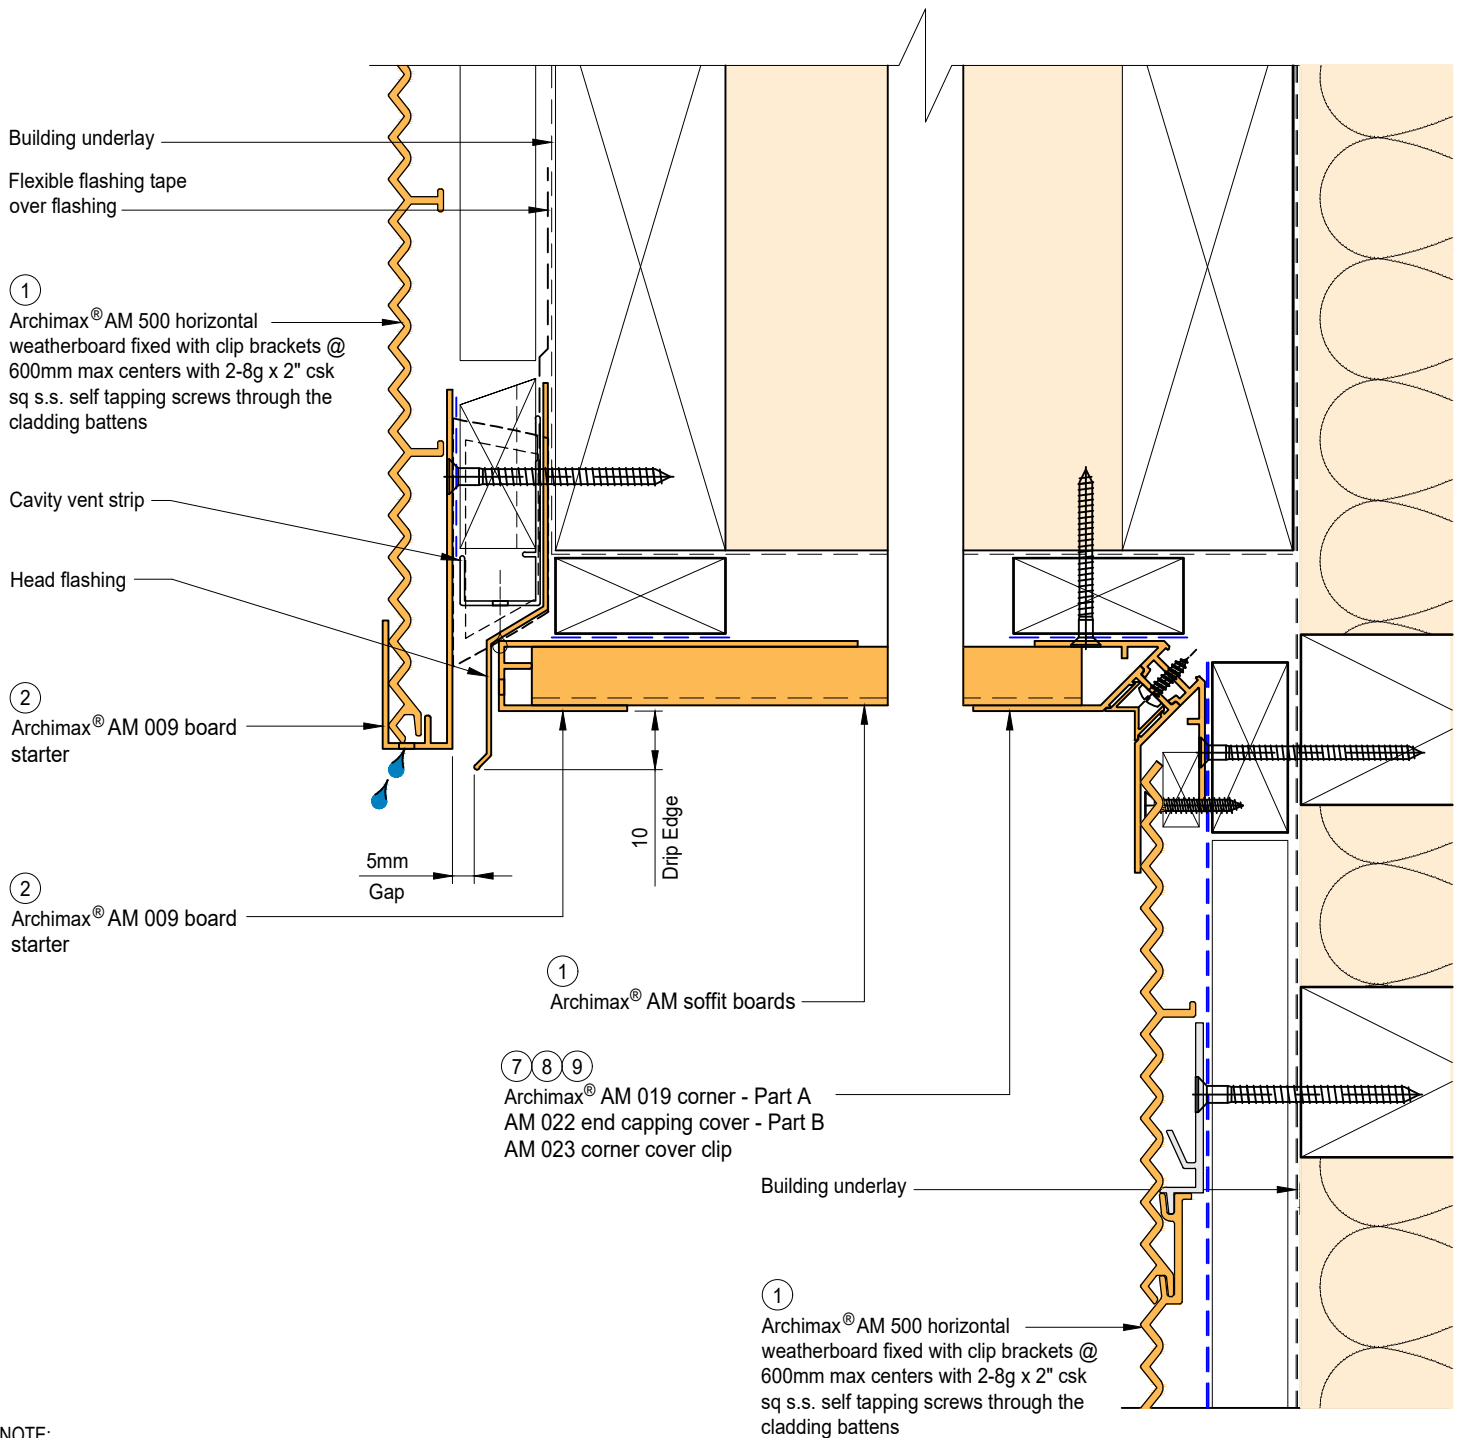 Building underlay
Flexible flashing tape
over flashing
1
Archimax® AM 500 horizontal
weatherboard fixed with clip brackets @
600mm max centers with 2-8g x 2" csk
sq s.s. self tapping screws through the
cladding battens
Cavity vent strip
Head flashing
2
Archimax® AM 009 board
starter
5mm
Gap
10
Drip Edge
2
Archimax® AM 009 board
starter
1
Archimax® AM soffit boards
7 8 9
Archimax® AM 019 corner - Part A
AM 022 end capping cover - Part B
AM 023 corner cover clip
Building underlay
1
Archimax® AM 500 horizontal
weatherboard fixed with clip brackets @
600mm max centers with 2-8g x 2" csk
sq s.s. self tapping screws through the
cladding battens
NOTE: